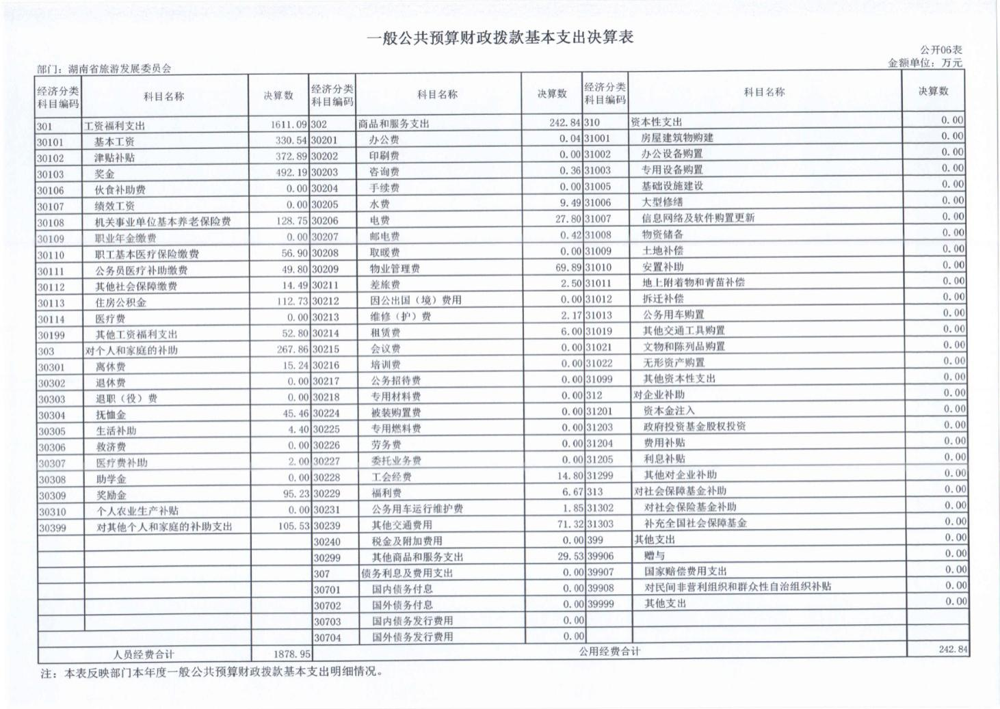 一般公共预算财政拨款基本支出决算表
公开06表
部门：湖南省旅游发展委员会 金额单位：万元
经济分类科目编码 科目名称 决算数 经济分类科目编码 科目名称 决算数 经济分类科目编码 科目名称 决算数
301 工资福利支出 1611.09 302 商品和服务支出 242.84 310 资本性支出 0.00
30101 基本工资 330.54 30201 办公费 0.04 31001 房屋建筑物购建 0.00
30102 津贴补贴 372.89 30202 印刷费 0.00 31002 办公设备购置 0.00
30103 奖金 492.19 30203 咨询费 0.36 31003 专用设备购置 0.00
30106 伙食补助费 0.00 30204 手续费 0.00 31005 基础设施建设 0.00
30107 绩效工资 0.00 30205 水费 9.49 31006 大型修缮 0.00
30108 机关事业单位基本养老保险费 128.75 30206 电费 27.80 31007 信息网络及软件购置更新 0.00
30109 职业年金缴费 0.00 30207 邮电费 0.42 31008 物资储备 0.00
30110 职工基本医疗保险缴费 56.90 30208 取暖费 0.00 31009 土地补偿 0.00
30111 公务员医疗补助缴费 49.80 30209 物业管理费 69.89 31010 安置补助 0.00
30112 其他社会保障缴费 14.49 30211 差旅费 2.50 31011 地上附着物和青苗补偿 0.00
30113 住房公积金 112.73 30212 因公出国（境）费用 0.00 31012 拆迁补偿 0.00
30114 医疗费 0.00 30213 维修（护）费 2.17 31013 公务用车购置 0.00
30199 其他工资福利支出 52.80 30214 租赁费 6.00 31019 其他交通工具购置 0.00
303 对个人和家庭的补助 267.86 30215 会议费 0.00 31021 文物和陈列品购置 0.00
30301 离休费 15.24 30216 培训费 0.00 31022 无形资产购置 0.00
30302 退休费 0.00 30217 公务招待费 0.00 31099 其他资本性支出 0.00
30303 退职（役）费 0.00 30218 专用材料费 0.00 312 对企业补助 0.00
30304 抚恤金 45.46 30224 被装购置费 0.00 31201 资本金注入 0.00
30305 生活补助 4.40 30225 专用燃料费 0.00 31203 政府投资基金股权投资 0.00
30306 救济费 0.00 30226 劳务费 0.00 31204 费用补贴 0.00
30307 医疗费补助 2.00 30227 委托业务费 0.00 31205 利息补贴 0.00
30308 助学金 0.00 30228 工会经费 14.80 31299 其他对企业补助 0.00
30309 奖励金 95.23 30229 福利费 6.67 313 对社会保障基金补助 0.00
30310 个人农业生产补贴 0.00 30231 公务用车运行维护费 1.85 31302 对社会保险基金补助 0.00
30399 对其他个人和家庭的补助支出 105.53 30239 其他交通费用 71.32 31303 补充全国社会保障基金 0.00
30240 税金及附加费用 0.00 399 其他支出 0.00
30299 其他商品和服务支出 29.53 39906 赠与 0.00
307 债务利息及费用支出 0.00 39907 国家赔偿费用支出 0.00
30701 国内债务付息 0.00 39908 对民间非营利组织和群众性自治组织补贴 0.00
30702 国外债务付息 0.00 39999 其他支出 0.00
30703 国内债务发行费用 0.00
30704 国外债务发行费用 0.00
人员经费合计 1878.95 公用经费合计 242.84
注：本表反映部门本年度一般公共预算财政拨款基本支出明细情况。